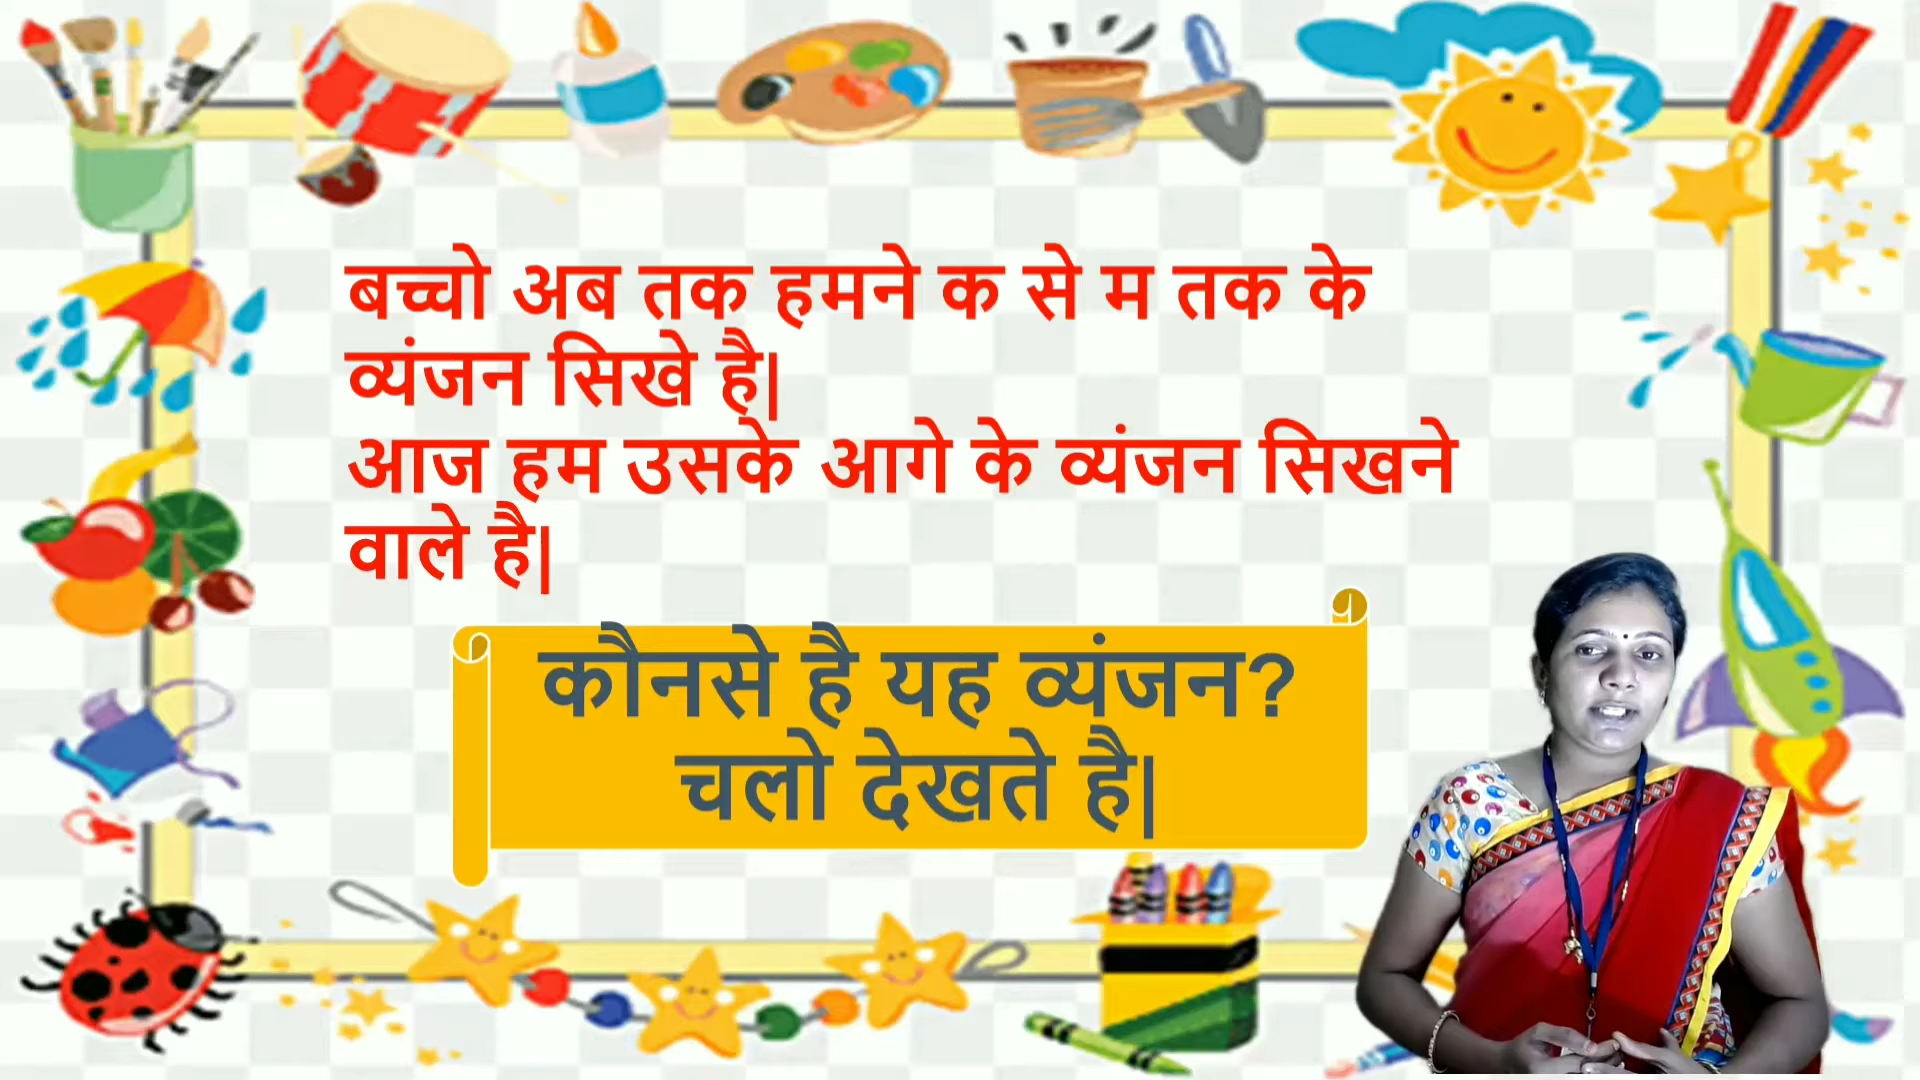 बच्चो अब तक हमने क से म तक के
व्यंजन सिखे है|
आज हम उसके आगे के व्यंजन सिखने
वाले है|
कौनसे है यह व्यंजन?
चलो देखते है|